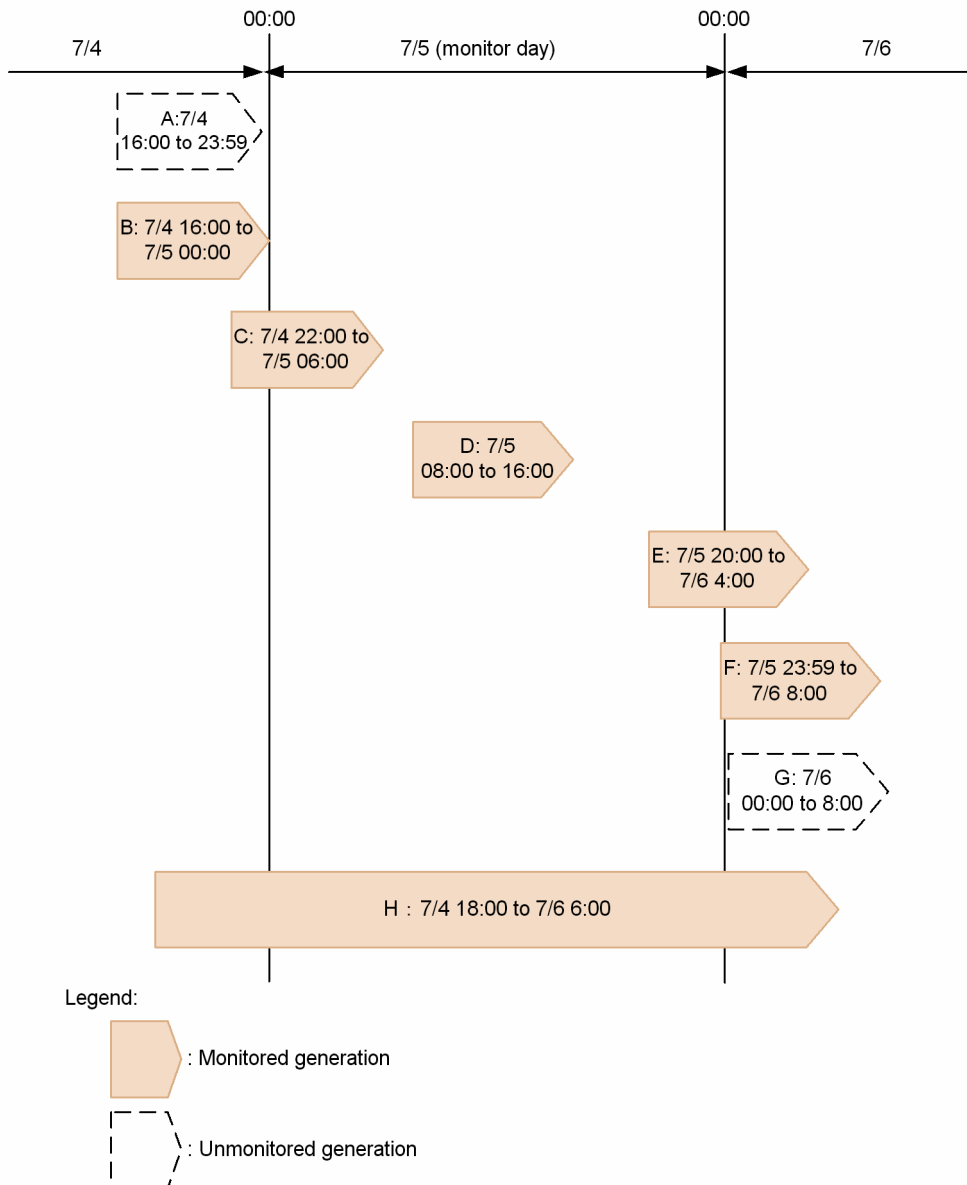 00:00
00:00
7/4
7/5 (monitor day)
7/6
A:7/4
16:00 to 23:59
B: 7/4 16:00 to
7/5 00:00
C: 7/4 22:00 to
7/5 06:00
D: 7/5
08:00 to 16:00
E: 7/5 20:00 to
7/6 4:00
F: 7/5 23:59 to
7/6 8:00
G: 7/6
00:00 to 8:00
H : 7/4 18:00 to 7/6 6:00
Legend:
: Monitored generation
: Unmonitored generation